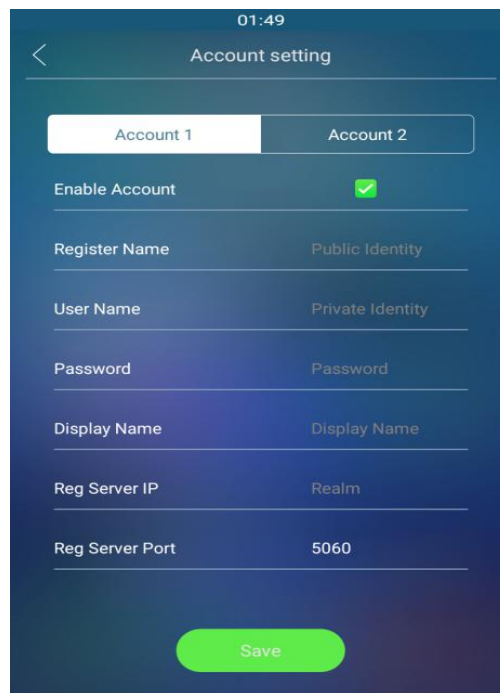 01:49
Account setting
Account 1 Account 2
Enable Account
Register Name Public Identity
User Name Private Identity
Password Password
Display Name Display Name
Reg Server IP Realm
Reg Server Port 5060
Save